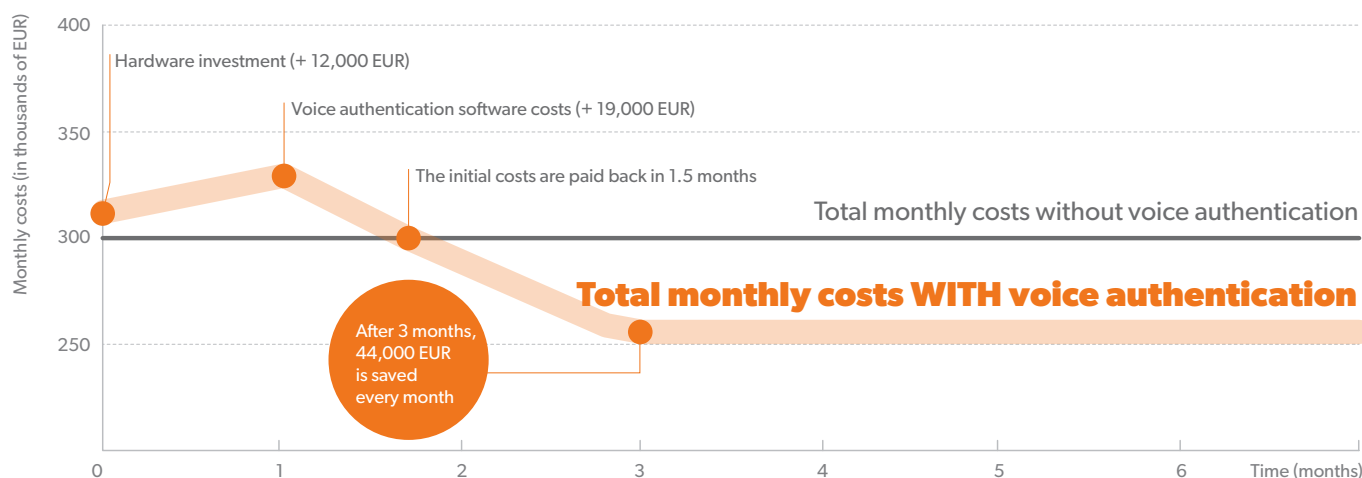 Monthly costs (in thousands of EUR)
400
Hardware investment (+ 12,000 EUR)
Voice authentication software costs (+ 19,000 EUR)
350
The initial costs are paid back in 1.5 months
Total monthly costs without voice authentication
300
Total monthly costs WITH voice authentication
After 3 months,
44,000 EUR
is saved
every month
250
0 1 2 3 4 5 6 Time (months)